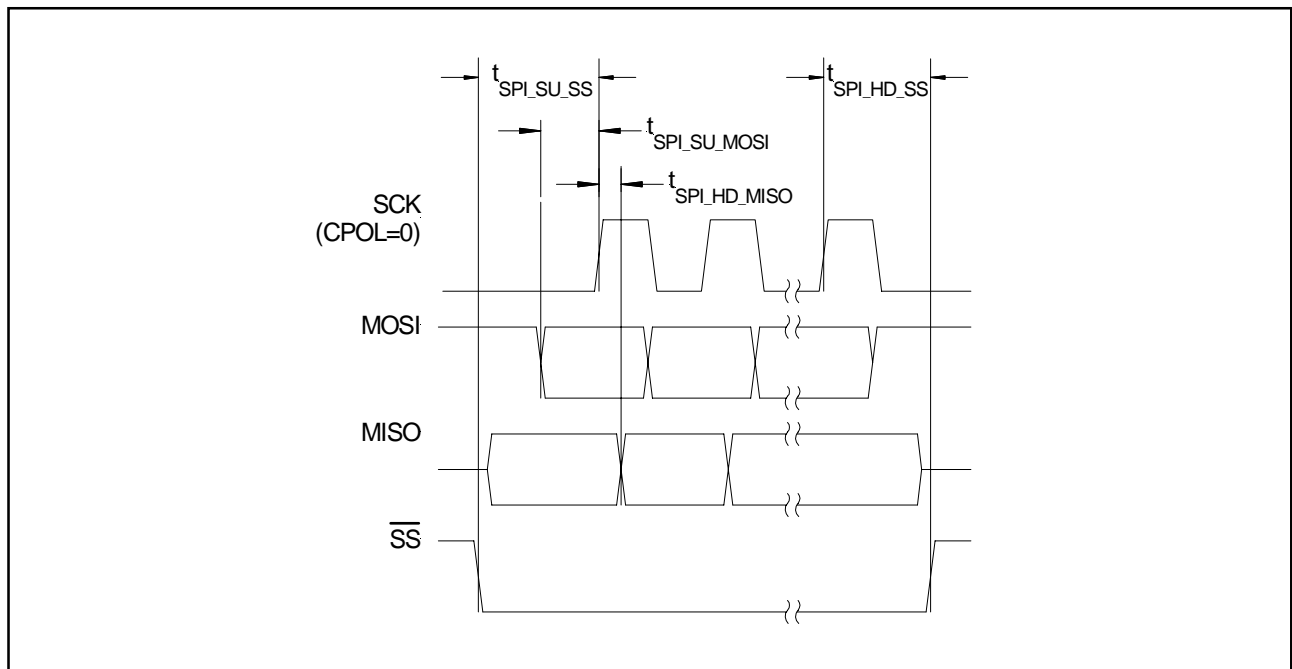 tSPI_SU_SS
tSPI_HD_SS
tSPI_SU_MOSI
tSPI_HD_MISO
SCK
(CPOL=0)
MOSI
MISO
SS